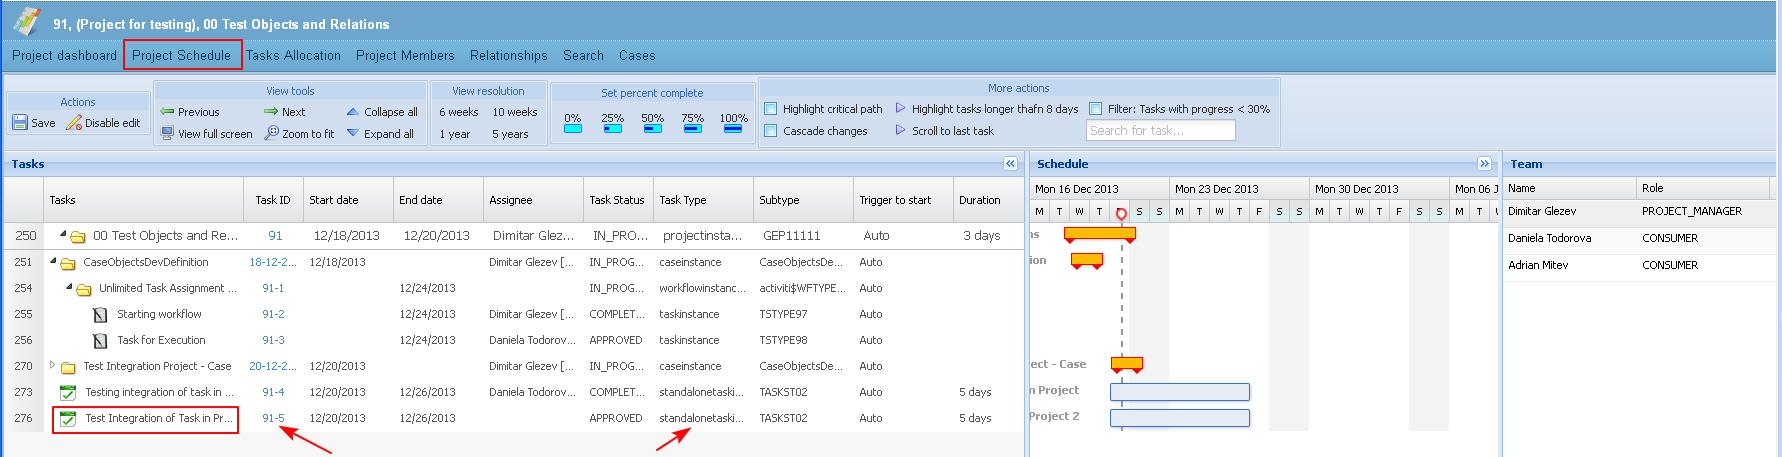 91, (Project for testing), 00 Test Objects and Relations
Project dashboard Project Schedule Tasks Allocation Project Members Relationships Search Cases
Actions
Save Disable edit
View tools
Previous Next Collapse all
View full screen Zoom to fit Expand all
View resolution
6 weeks 10 weeks
1 year 5 years
Set percent complete
0% 25% 50% 75% 100%
More actions
Highlight critical path Highlight tasks longer thafn 8 days Filter: Tasks with progress < 30%
Cascade changes Scroll to last task Search for task...
Tasks
Tasks Task ID Start date End date Assignee Task Status Task Type Subtype Trigger to start Duration
250 00 Test Objects and Re... 91 12/18/2013 12/20/2013 Dimitar Glez... IN_PRO... projectinsta... GEP11111 Auto 3 days
251 CaseObjectsDevDefinition 18-12-2... 12/18/2013 Dimitar Glezev [... IN_PROG... caseinstance CaseObjectsDe... Auto
254 Unlimited Task Assignment ... 91-1 12/24/2013 IN_PROG... workflowinstanc... activiti$WFTYPE... Auto
255 Starting workflow 91-2 12/24/2013 Dimitar Glezev [... COMPLET... taskinstance TSTYPE97 Auto
256 Task for Execution 91-3 12/24/2013 Daniela Todorov... APPROVED taskinstance TSTYPE98 Auto
270 Test Integration Project - Case 20-12-2... 12/20/2013 Dimitar Glezev [... IN_PROG... caseinstance CaseObjectsDe... Auto
273 Testing integration of task in ... 91-4 12/20/2013 12/26/2013 Daniela Todorov... COMPLET... standalonetaski... TASKST02 Auto 5 days
276 Test Integration of Task in Pr... 91-5 12/20/2013 12/26/2013 APPROVED standalonetaski... TASKST02 Auto 5 days
Schedule
Mon 16 Dec 2013 Mon 23 Dec 2013 Mon 30 Dec 2013 Mon 06 J
M T W T F S S M T W T F S S M T W T F S S M T W
ns
ion
ect - Case
n Project
Project 2
Team
Name Role
Dimitar Glezev PROJECT_MANAGER
Daniela Todorova CONSUMER
Adrian Mitev CONSUMER